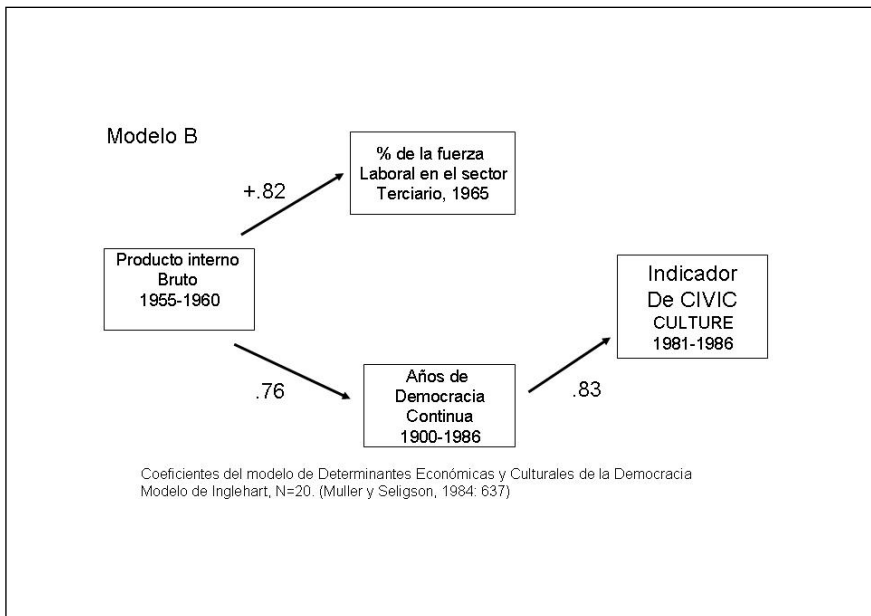 Modelo B
% de la fuerza
Laboral en el sector
Terciario, 1965
+.82
Producto interno
Bruto
1955-1960
Indicador
De CIVIC
CULTURE
1981-1986
.76
Años de
Democracia
Continua
1900-1986
.83
Coeficientes del modelo de Determinantes Económicas y Culturales de la Democracia
Modelo de Inglehart, N=20. (Muller y Seligson, 1984: 637)